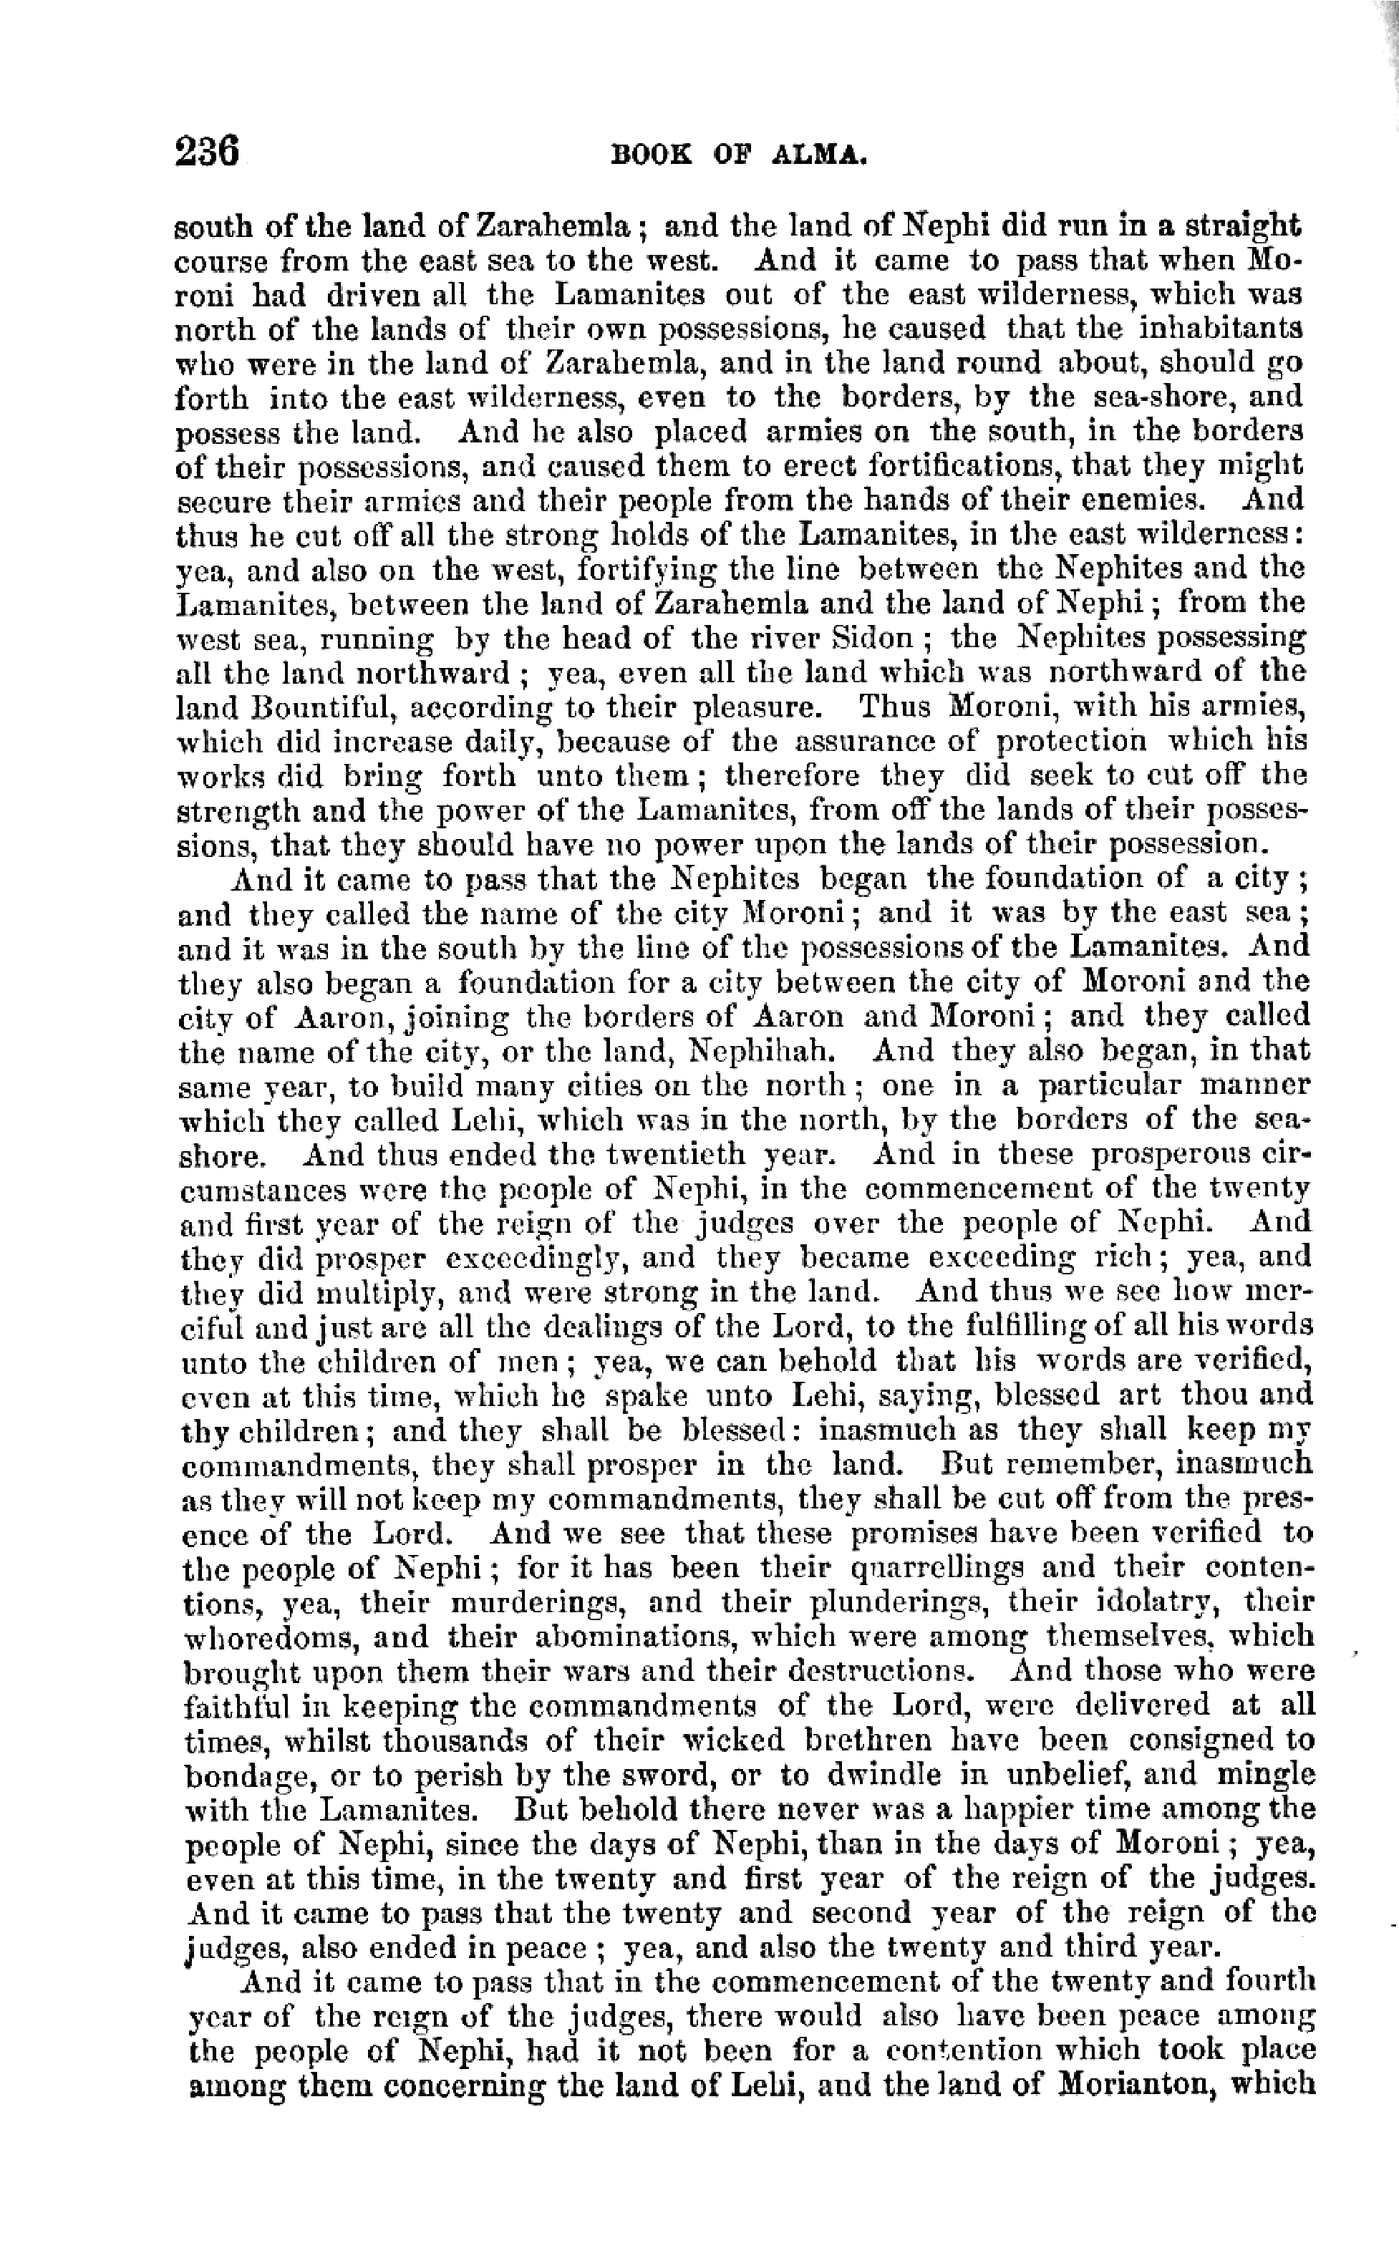 236 BOOK OF ALMA.
south of the land of Zarahemla; and the land of Nephi did run in a straight
course from the east sea to the west. And it came to pass that when Mo-
roni had driven all the Lamanites out of the east wilderness, which was
north of the lands of their own possessions, he caused that the inhabitants
who were in the land of Zarahemla, and in the land round about, should go
forth into the east wilderness, even to the borders, by the sea-shore, and
possess the land. And he also placed armies on the south, in the borders
of their possessions, and caused them to erect fortifications, that they might
secure their armies and their people from the hands of their enemies. And
thus he cut off all the strong holds of the Lamanites, in the east wilderness:
yea, and also on the west, fortifying the line between the Nephites and the
Lamanites, between the land of Zarahemla and the land of Nephi; from the
west sea, running by the head of the river Sidon; the Nephites possessing
all the land northward; yea, even all the land which was northward of the
land Bountiful, according to their pleasure. Thus Moroni, with his armies,
which did increase daily, because of the assurance of protection which his
works did bring forth unto them; therefore they did seek to cut off the
strength and the power of the Lamanites, from off the lands of their posses-
sions, that they should have no power upon the lands of their possession.
And it came to pass that the Nephites began the foundation of a city;
and they called the name of the city Moroni; and it was by the east sea;
and it was in the south by the line of the possessions of the Lamanites. And
they also began a foundation for a city between the city of Moroni and the
city of Aaron, joining the borders of Aaron and Moroni; and they called
the name of the city, or the land, Nephihah. And they also began, in that
same year, to build many cities on the north; one in a particular manner
which they called Lehi, which was in the north, by the borders of the sea-
shore. And thus ended the twentieth year. And in these prosperous cir-
cumstances were the people of Nephi, in the commencement of the twenty
and first year of the reign of the judges over the people of Nephi. And
they did prosper exceedingly, and they became exceeding rich; yea, and
they did multiply, and were strong in the land. And thus we see how mer-
ciful and just are all the dealings of the Lord, to the fulfilling of all his words
unto the children of men; yea, we can behold that his words are verified,
even at this time, which he spake unto Lehi, saying, blessed art thou and
thy children; and they shall be blessed: inasmuch as they shall keep my
commandments, they shall prosper in the land. But remember, inasmuch
as they will not keep my commandments, they shall be cut off from the pres-
ence of the Lord. And we see that these promises have been verified to
the people of Nephi; for it has been their quarrellings and their conten-
tions, yea, their murderings, and their plunderings, their idolatry, their
whoredoms, and their abominations, which were among themselves, which
brought upon them their wars and their destructions. And those who were
faithful in keeping the commandments of the Lord, were delivered at all
times, whilst thousands of their wicked brethren have been consigned to
bondage, or to perish by the sword, or to dwindle in unbelief, and mingle
with the Lamanites. But behold there never was a happier time among the
people of Nephi, since the days of Nephi, than in the days of Moroni; yea,
even at this time, in the twenty and first year of the reign of the judges.
And it came to pass that the twenty and second year of the reign of the
judges, also ended in peace; yea, and also the twenty and third year.
And it came to pass that in the commencement of the twenty and fourth
year of the reign of the judges, there would also have been peace among
the people of Nephi, had it not been for a contention which took place
among them concerning the land of Lehi, and the land of Morianton, which